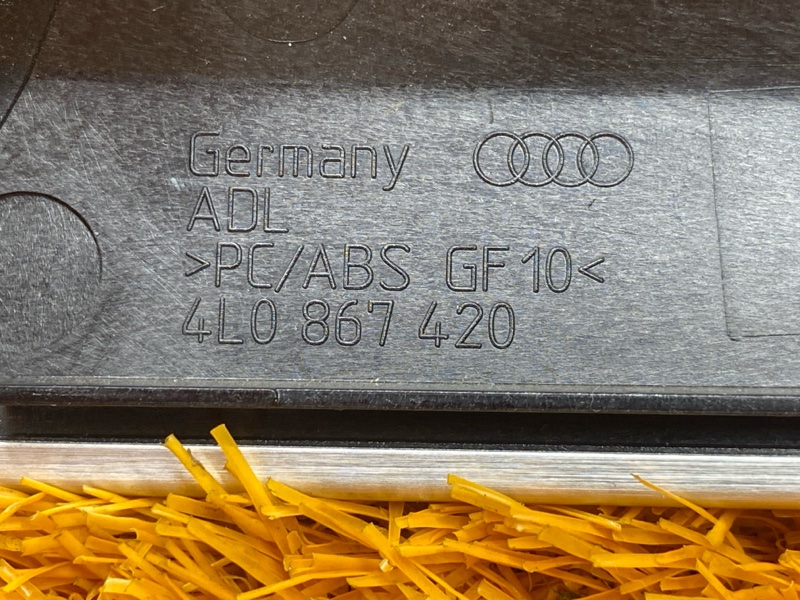 Germany
ADL
>PC/ABS GF10<
4L0 867 420